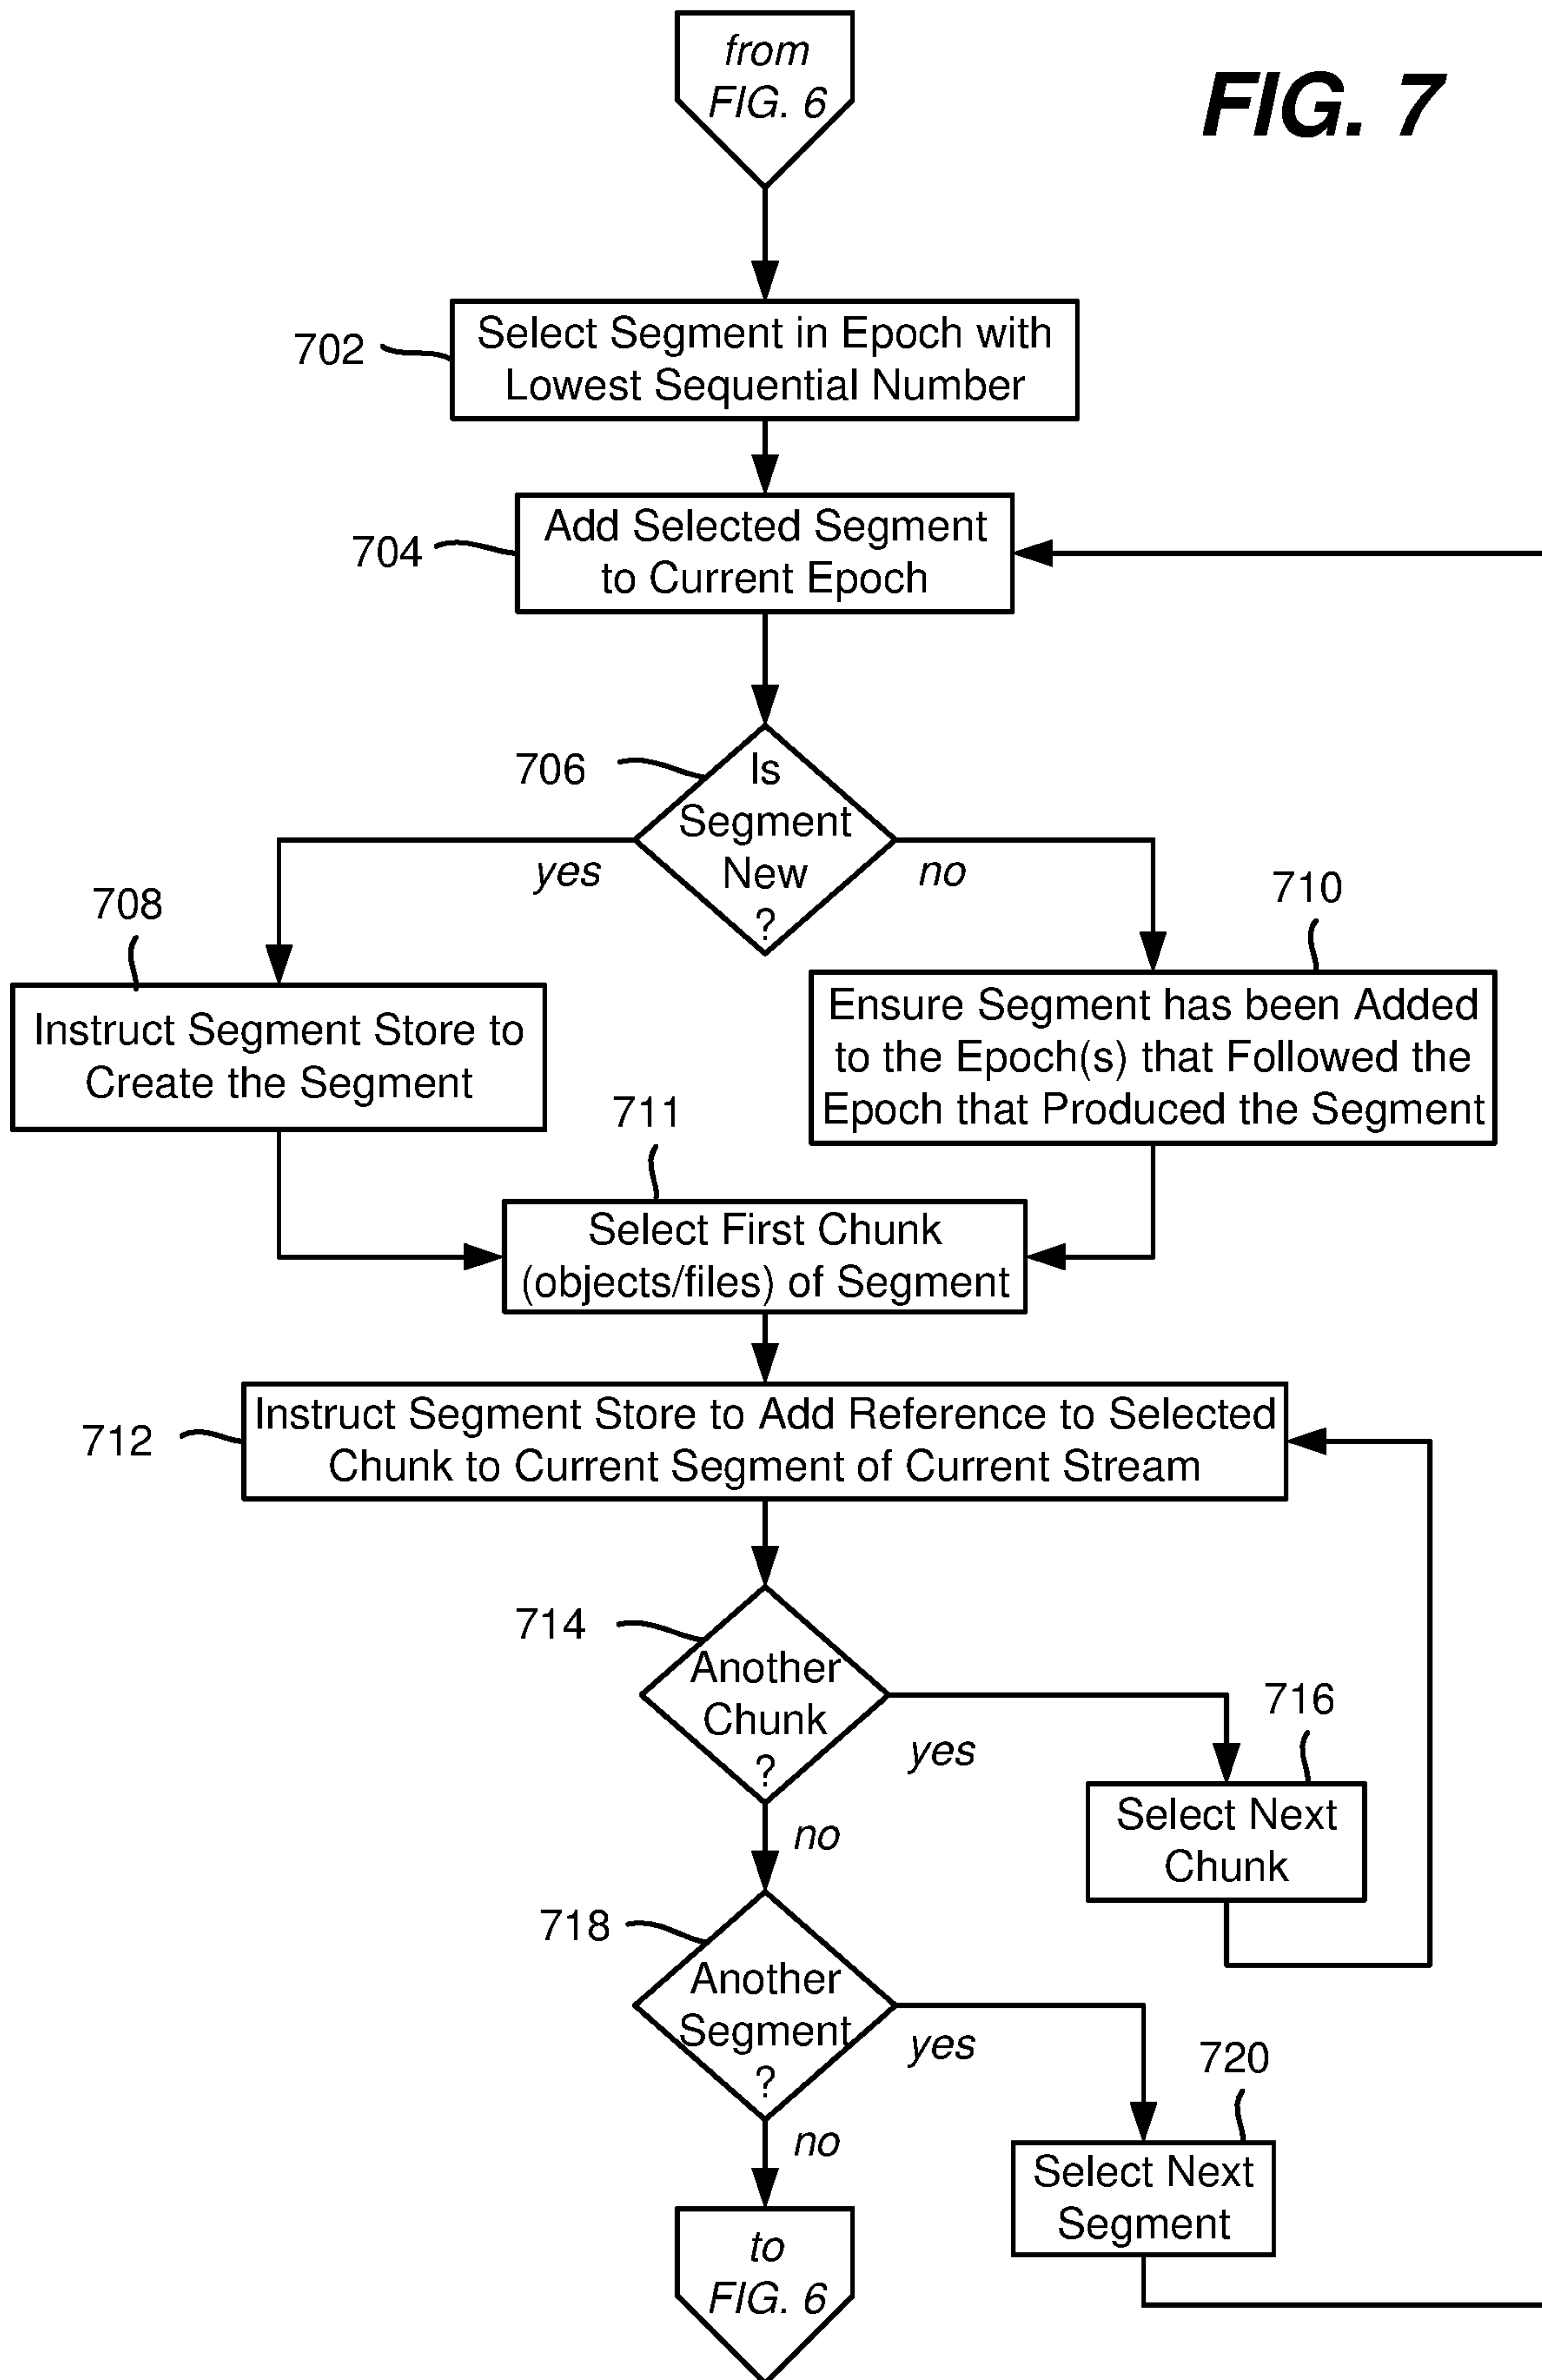 from
FIG. 6
FIG. 7
702
Select Segment in Epoch with
Lowest Sequential Number
704
Add Selected Segment
to Current Epoch
706
Is
Segment
New
?
yes
no
708
710
Instruct Segment Store to
Create the Segment
Ensure Segment has been Added
to the Epoch(s) that Followed the
Epoch that Produced the Segment
711
Select First Chunk
(objects/files) of Segment
712
Instruct Segment Store to Add Reference to Selected
Chunk to Current Segment of Current Stream
714
Another
Chunk
?
yes
no
716
Select Next
Chunk
718
Another
Segment
?
yes
no
720
Select Next
Segment
to
FIG. 6